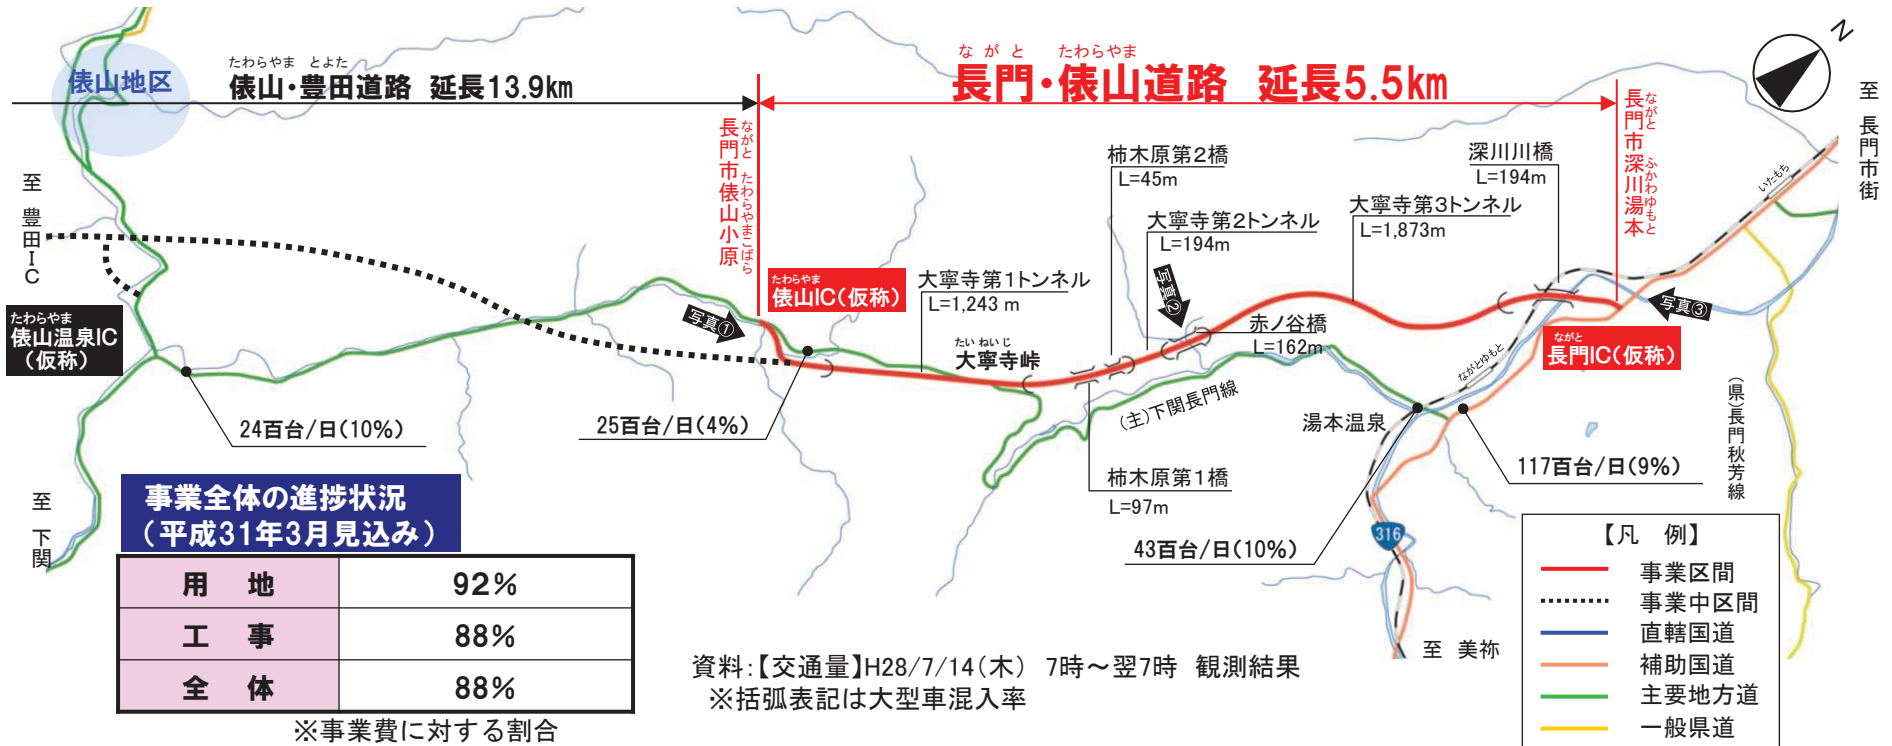 俵山地区
たわらやま とよた
俵山・豊田道路 延長13.9km
ながと たわらやま
長門・俵山道路 延長5.5km
N
至 長門市街
長門市俵山小原
ながと たわらやまこばら
長門市深川湯本
ながと ふかわゆもと
至 豊田IC
柿木原第2橋
L=45m
大寧寺第2トンネル
L=194m
深川川橋
L=194m
大寧寺第3トンネル
L=1,873m
いたもち
たわらやま
俵山IC(仮称)
大寧寺第1トンネル
L=1,243 m
写真①
写真②
写真③
たわらやま
俵山温泉IC
(仮称)
たいねいじ
大寧寺峠
赤ノ谷橋
L=162m
ながと
長門IC(仮称)
ながとゆもと
(主)下関長門線
湯本温泉
(県)長門秋芳線
24百台/日(10%)
25百台/日(4%)
117百台/日(9%)
柿木原第1橋
L=97m
43百台/日(10%)
316
至 下関
至 美祢
事業全体の進捗状況
(平成31年3月見込み)
用 地 92%
工 事 88%
全 体 88%
※事業費に対する割合
資料:【交通量】H28/7/14(木) 7時～翌7時 観測結果
※括弧表記は大型車混入率
【凡 例】
事業区間
事業中区間
直轄国道
補助国道
主要地方道
一般県道